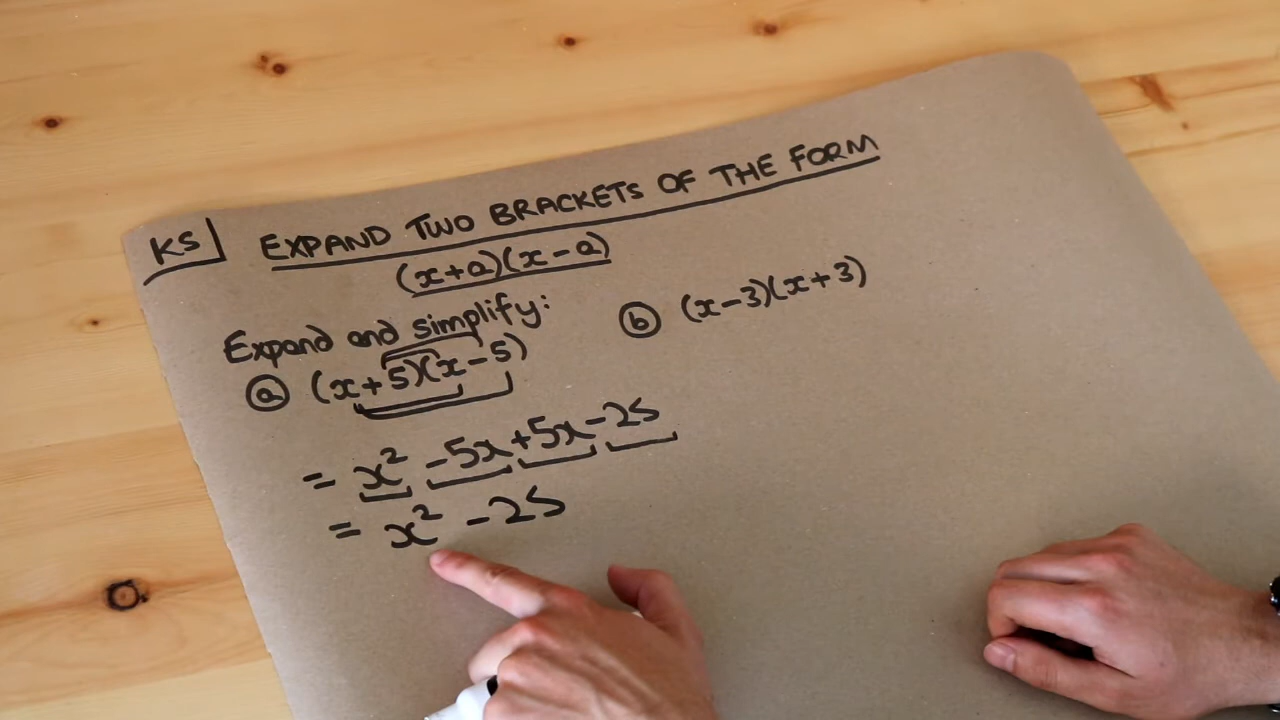 K5
EXPAND TWO BRACKETS OF THE FORM
(x+a)(x-a)
Expand and simplify:
ⓐ (x+5)(x-5)
ⓑ (x-3)(x+3)
= x² -5x+5x-25
= x² -25